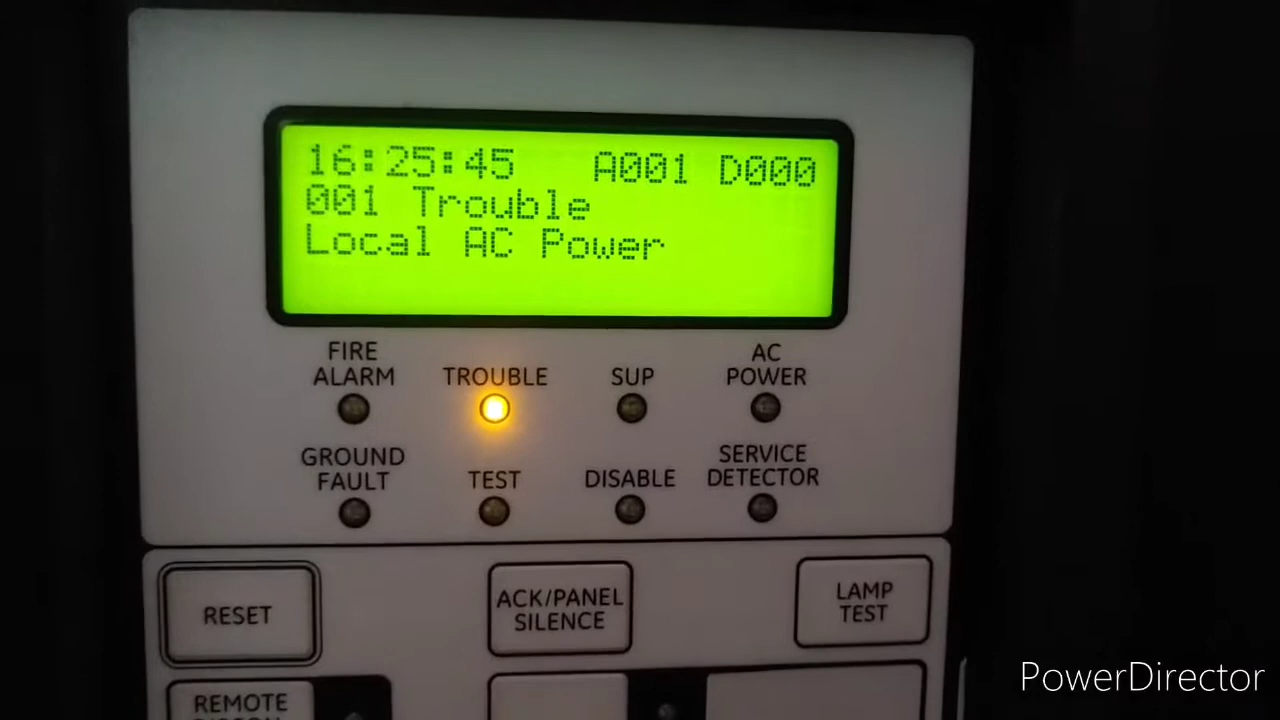 16:25:45 A001 D000
001 Trouble
Local AC Power
FIRE ALARM
TROUBLE
SUP
AC POWER
GROUND FAULT
TEST
DISABLE
SERVICE DETECTOR
RESET
ACK/PANEL SILENCE
LAMP TEST
REMOTE
PowerDirector